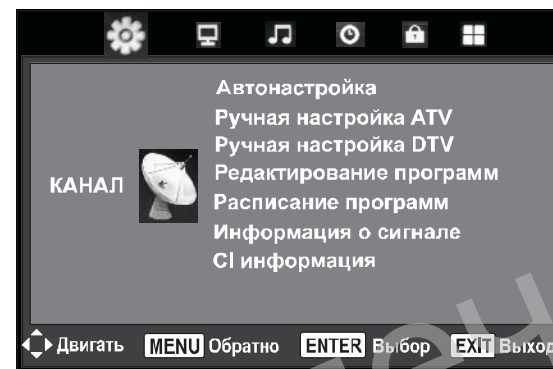 Автонастройка
Ручная настройка ATV
Ручная настройка DTV
Редактирование программ
КАНАЛ
Расписание программ
Информация о сигнале
CI информация
Двигать MENU Обратно ENTER Выбор EXIT Выход